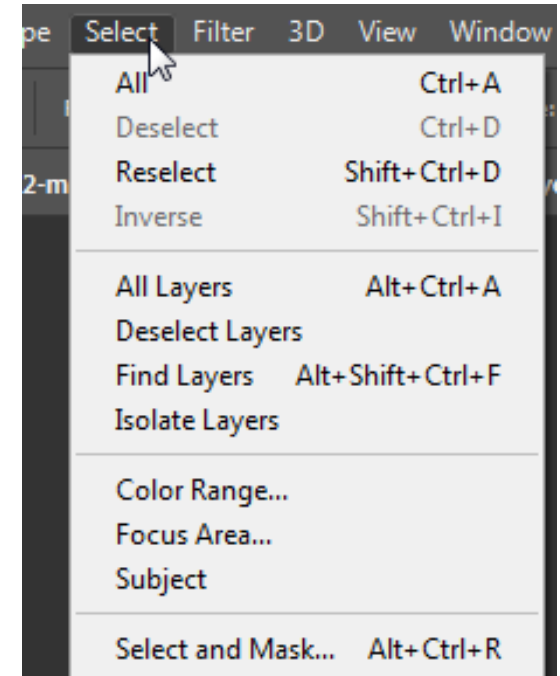 pe Select Filter 3D View Window
All Ctrl+A
Deselect Ctrl+D
Reselect Shift+Ctrl+D
2-m
Inverse Shift+Ctrl+I
All Layers Alt+Ctrl+A
Deselect Layers
Find Layers Alt+Shift+Ctrl+F
Isolate Layers
Color Range...
Focus Area...
Subject
Select and Mask... Alt+Ctrl+R